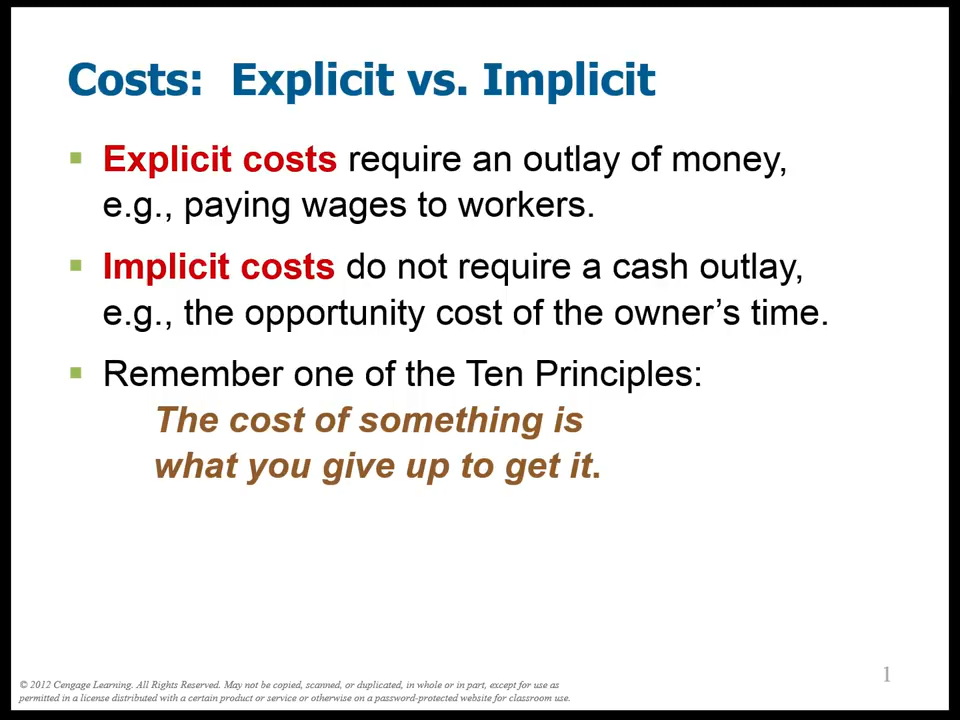 Costs: Explicit vs. Implicit
▪ Explicit costs require an outlay of money,
e.g., paying wages to workers.
▪ Implicit costs do not require a cash outlay,
e.g., the opportunity cost of the owner’s time.
▪ Remember one of the Ten Principles:
The cost of something is
what you give up to get it.
© 2012 Cengage Learning. All Rights Reserved. May not be copied, scanned, or duplicated, in whole or in part, except for use as
permitted in a license distributed with a certain product or service or otherwise on a password-protected website for classroom use.
1